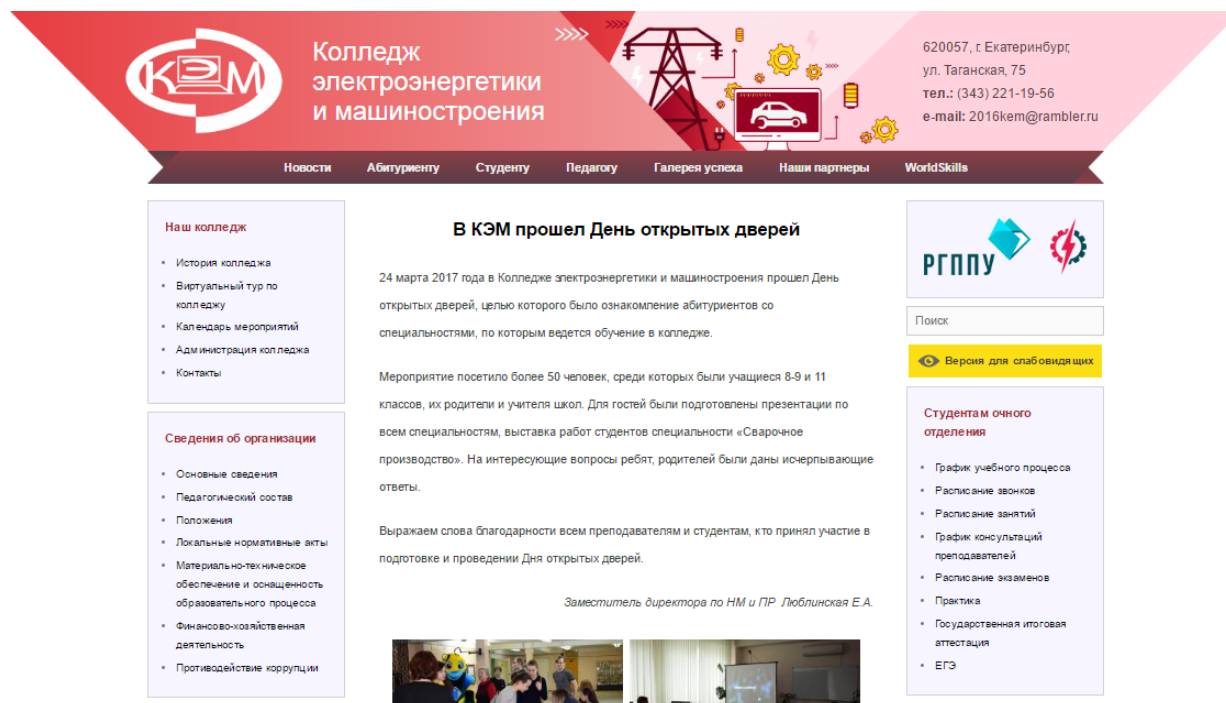 КЭМ
Колледж
электроэнергетики
и машиностроения
620057, г. Екатеринбург,
ул. Таганская, 75
тел.: (343) 221-19-56
e-mail: 2016kem@rambler.ru
Новости Абитуриенту Студенту Педагогу Галерея успеха Наши партнеры WorldSkills
Наш колледж
История колледжа
Виртуальный тур по
колледжу
Календарь мероприятий
Администрация колледжа
Контакты
Сведения об организации
Основные сведения
Педагогический состав
Положения
Локальные нормативные акты
Материально-техническое
обеспечение и оснащенность
образовательного процесса
Финансово-хозяйственная
деятельность
Противодействие коррупции
В КЭМ прошел День открытых дверей
24 марта 2017 года в Колледже электроэнергетики и машиностроения прошел День
открытых дверей, целью которого было ознакомление абитуриентов со
специальностями, по которым ведется обучение в колледже.
Мероприятие посетило более 50 человек, среди которых были учащиеся 8-9 и 11
классов, их родители и учителя школ. Для гостей были подготовлены презентации по
всем специальностям, выставка работ студентов специальности «Сварочное
производство». На интересующие вопросы ребят, родителей были даны исчерпывающие
ответы.
Выражаем слова благодарности всем преподавателям и студентам, кто принял участие в
подготовке и проведении Дня открытых дверей.
Заместитель директора по НМ и ПР Люблинская Е.А.
РГППУ
Поиск
Версия для слабовидящих
Студентам очного
отделения
График учебного процесса
Расписание звонков
Расписание занятий
График консультаций
преподавателей
Расписание экзаменов
Практика
Государственная итоговая
аттестация
ЕГЭ